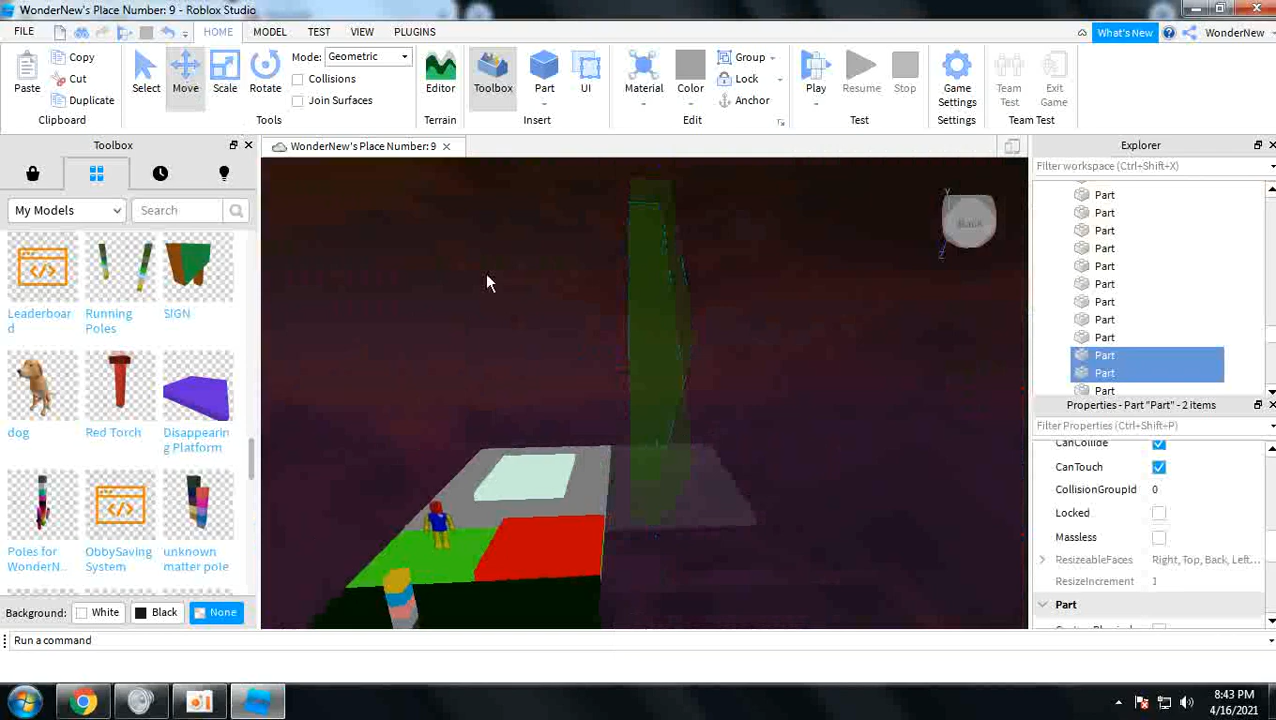 WonderNew's Place Number: 9 - Roblox Studio
FILE
HOME
MODEL
TEST
VIEW
PLUGINS
What's New
WonderNew
Paste
Copy
Cut
Duplicate
Clipboard
Select
Move
Scale
Rotate
Tools
Mode:
Geometric
Collisions
Join Surfaces
Editor
Terrain
Toolbox
Part
UI
Insert
Material
Color
Group
Lock
Anchor
Edit
Play
Resume
Stop
Test
Game
Settings
Settings
Team
Test
Exit
Game
Team Test
Toolbox
My Models
Search
Leaderboar
d
Running
Poles
SIGN
dog
Red Torch
Disappearin
g Platform
Poles for
WonderN...
ObbySaving
System
unknown
matter pole
Background:
White
Black
None
WonderNew's Place Number: 9
Back
Y
Z
Explorer
Filter workspace (Ctrl+Shift+X)
Part
Part
Part
Part
Part
Part
Part
Part
Part
Part
Part
Part
Properties - Part "Part" - 2 items
Filter Properties (Ctrl+Shift+P)
CanCollide
CanTouch
CollisionGroupId
0
Locked
Massless
ResizeableFaces
Right, Top, Back, Left...
ResizeIncrement
1
Part
Run a command
8:43 PM
4/16/2021